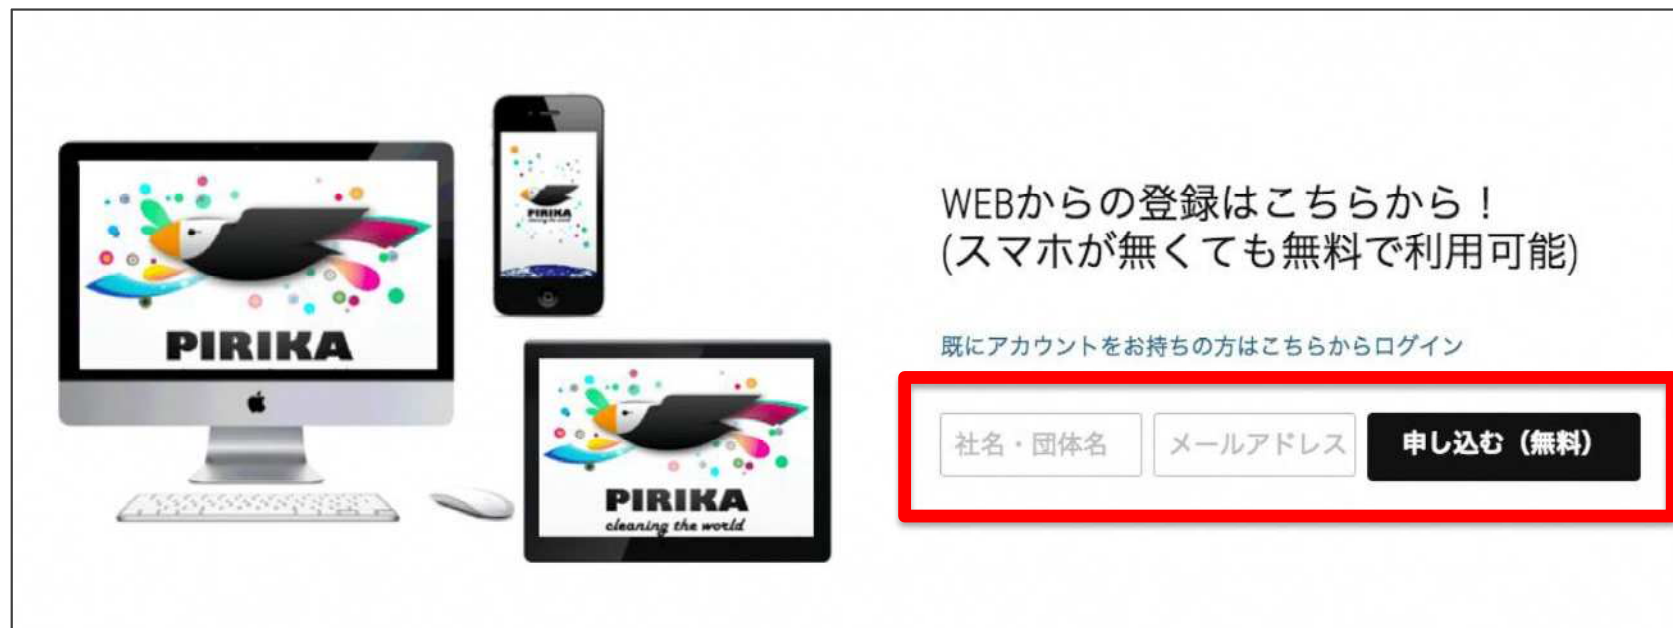 PIRIKA
PIRIKA
cleaning the world
PIRIKA
cleaning the world
WEBからの登録はこちらから！
(スマホが無くても無料で利用可能)
既にアカウントをお持ちの方はこちらからログイン
社名・団体名 メールアドレス 申し込む（無料）